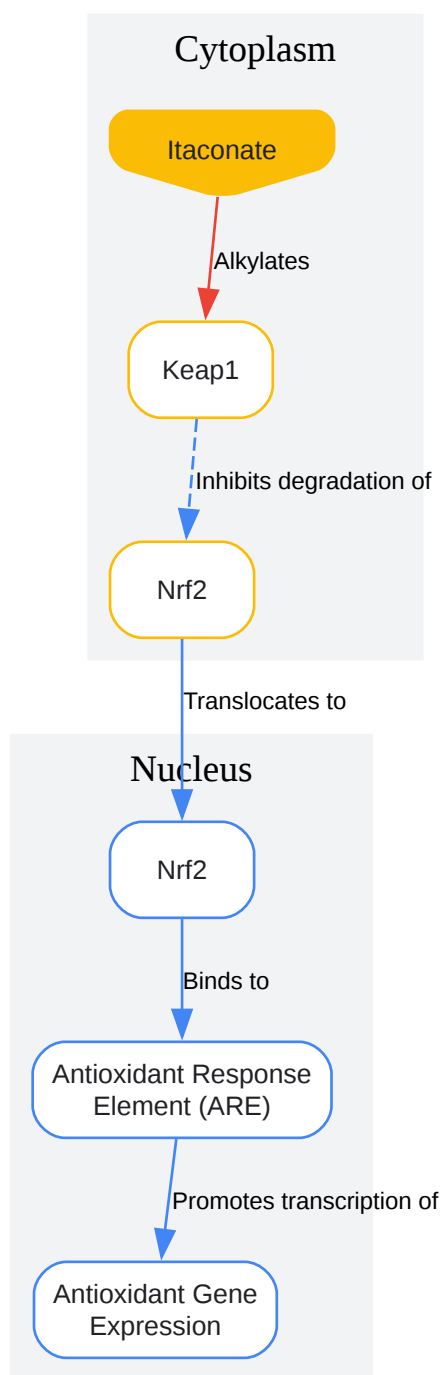 Cytoplasm
Itaconate
Alkylates
Keap1
Inhibits degradation of
Nrf2
Translocates to
Nucleus
Nrf2
Binds to
Antioxidant Response
Element (ARE)
Promotes transcription of
Antioxidant Gene
Expression